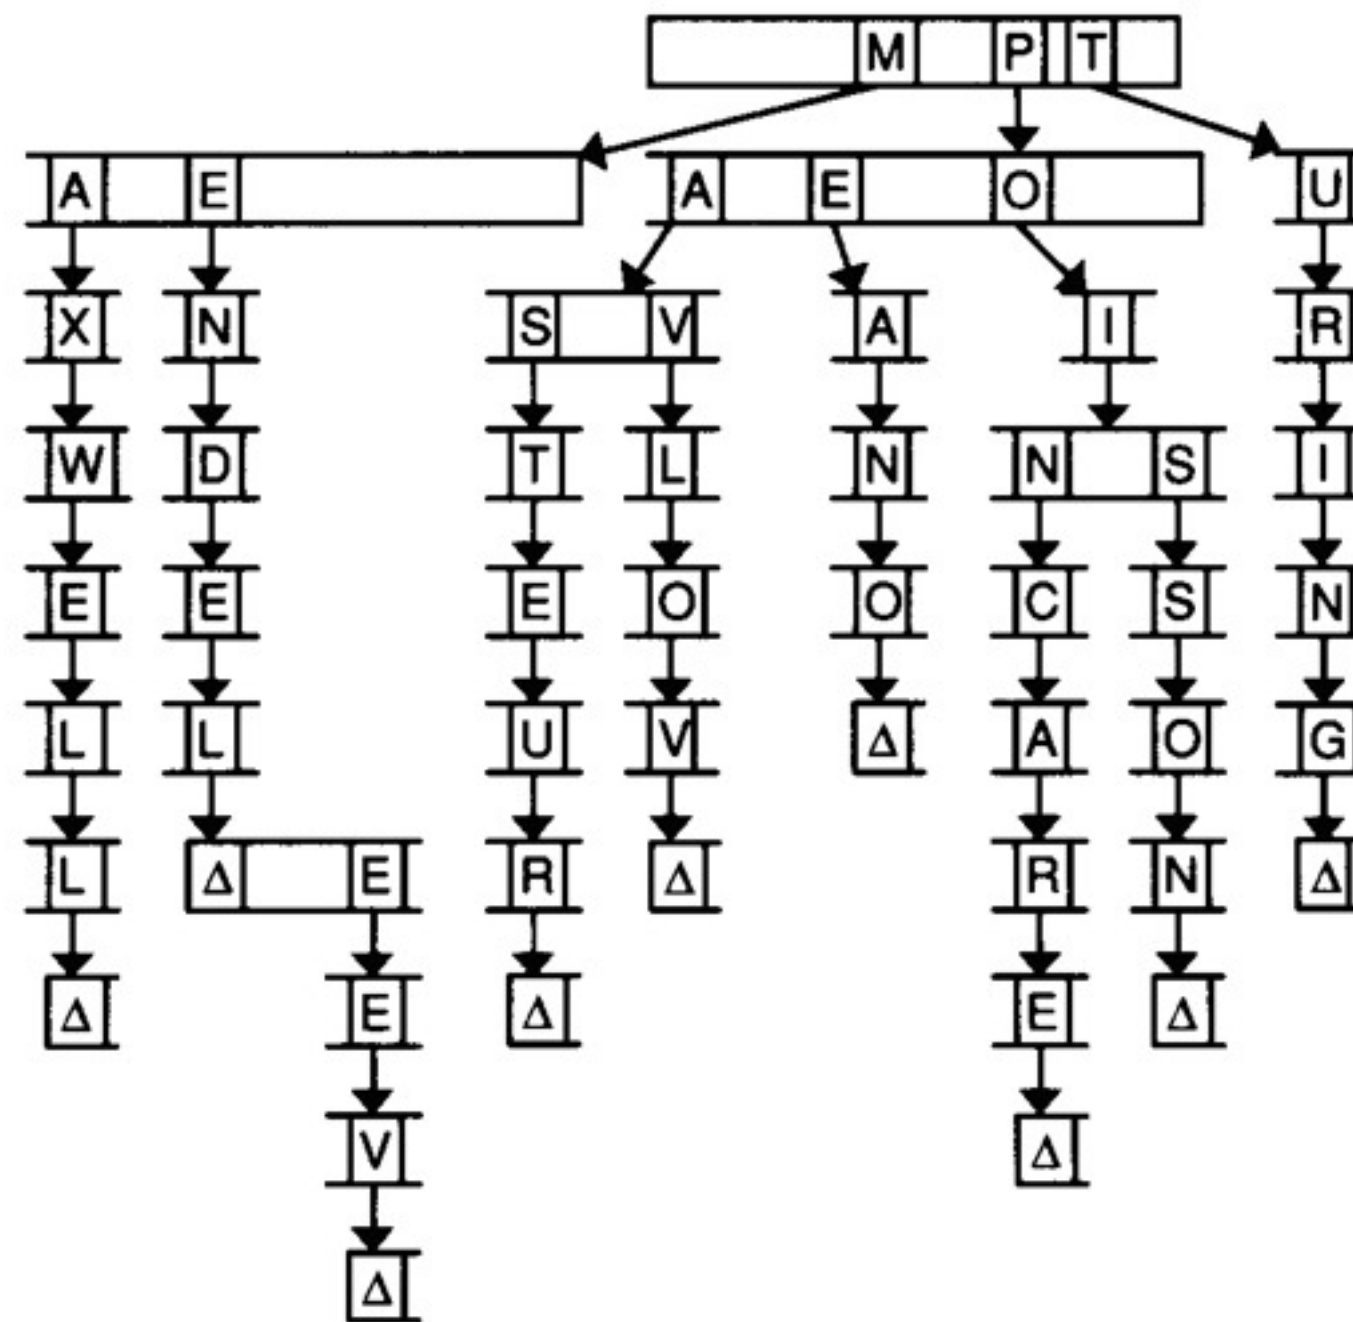 M P T
A E A E O U
X N S V A I R
W D T L N N S I
E E E O O C S N
L L U V Δ A O G
L Δ E R Δ R N Δ
Δ E Δ E Δ
V Δ
Δ